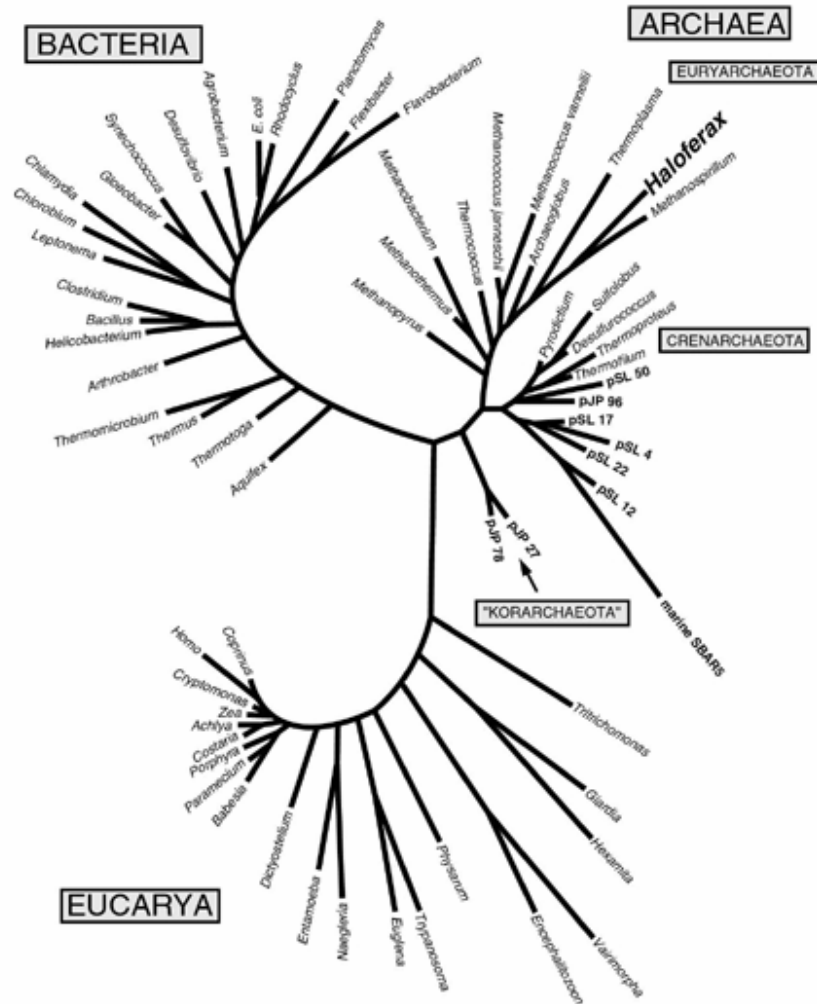 BACTERIA
ARCHAEA
EURYARCHAEOTA
Planctomyces
Flexibacter
Flavobacterium
Rhodocyclus
E. coli
Agrobacterium
Desulfovibrio
Synechococcus
Gloeobacter
Chlamydia
Chlorobium
Leptonema
Clostridium
Bacillus
Helicobacterium
Arthrobacter
Thermomicrobium
Thermus
Thermotoga
Aquifex
Methanopyrus
Methanothermus
Methanobacterium
Thermococcus
Methanococcus janneschii
Methanococcus vanneilii
Archaeoglobus
Thermoplasma
Haloferax
Methanospirillum
CRENARCHAEOTA
Pyrodictium
Sulfolobus
Desulfurococcus
Thermoproteus
Thermofilum
pSL 50
pJP 96
pSL 17
pSL 4
pSL 22
pSL 12
marine SBAR5
pJP 27
pJP 78
"KORARCHAEOTA"
Tritrichomonas
Giardia
Hexamita
Vairimorpha
Encephalitozoon
Physarum
Trypanosoma
Euglena
Naegleria
Entamoeba
Dictyostelium
Babesia
Paramecium
Porphyra
Costaria
Achlya
Zea
Cryptomonas
Homo
Coprinus
EUCARYA